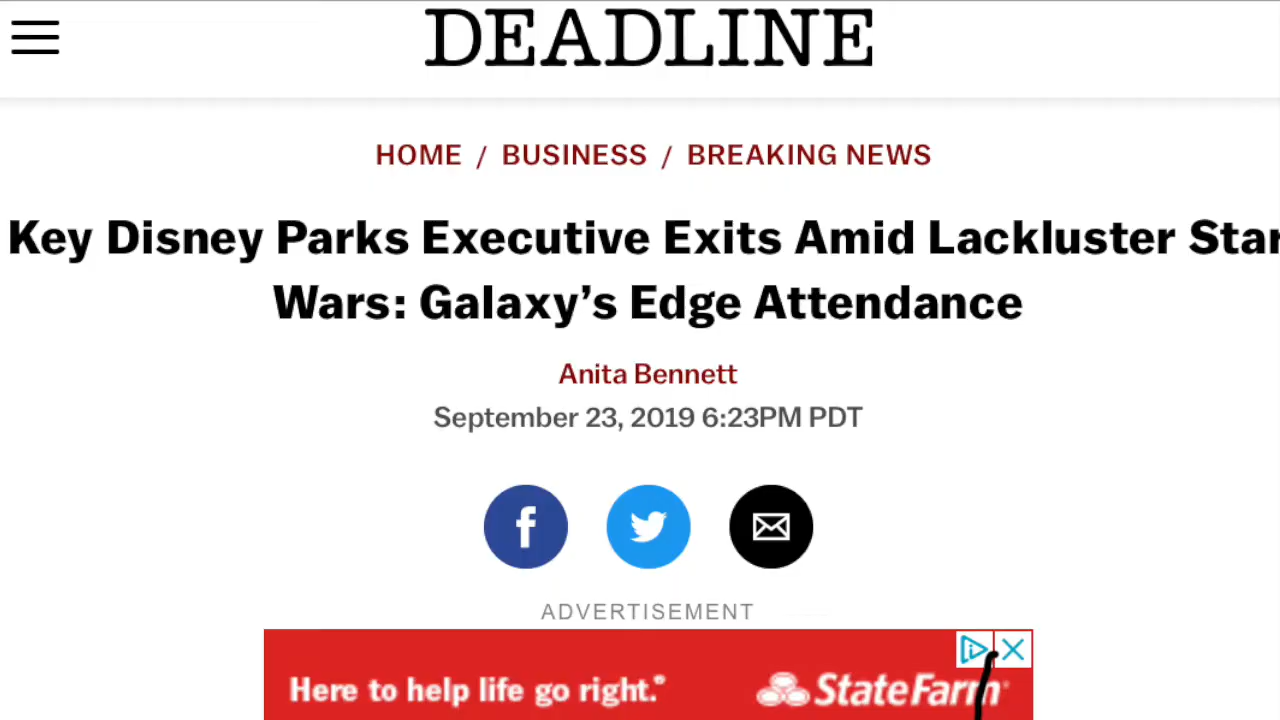 DEADLINE
HOME / BUSINESS / BREAKING NEWS
Key Disney Parks Executive Exits Amid Lackluster Star
Wars: Galaxy’s Edge Attendance
Anita Bennett
September 23, 2019 6:23PM PDT
ADVERTISEMENT
Here to help life go right.®
StateFarm®